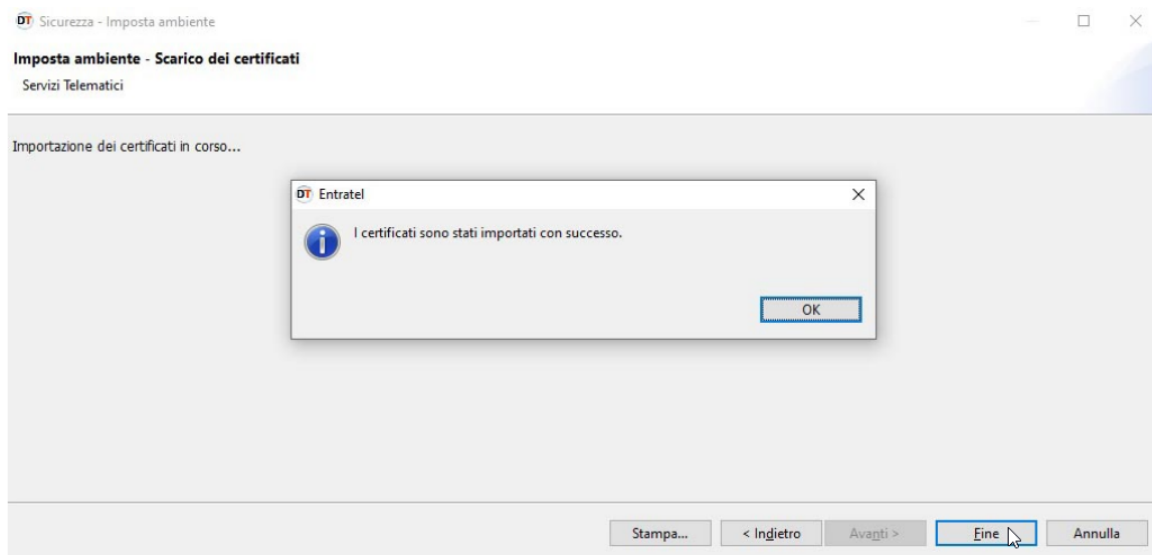 DT Sicurezza - Imposta ambiente
Imposta ambiente - Scarico dei certificati
Servizi Telematici
Importazione dei certificati in corso...
DT Entratel
I certificati sono stati importati con successo.
OK
Stampa... < Indietro Avanti > Fine Annulla